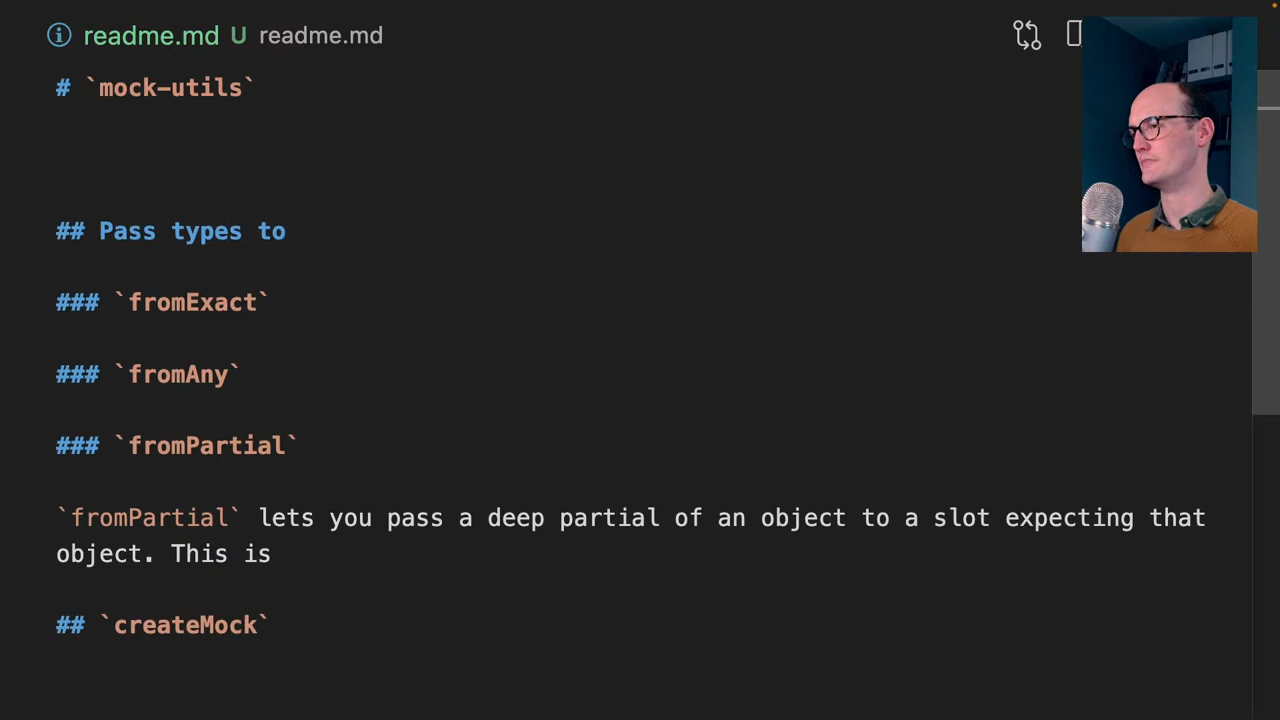 readme.md U readme.md
# `mock-utils`
## Pass types to
### `fromExact`
### `fromAny`
### `fromPartial`
`fromPartial` lets you pass a deep partial of an object to a slot expecting that
object. This is
## `createMock`